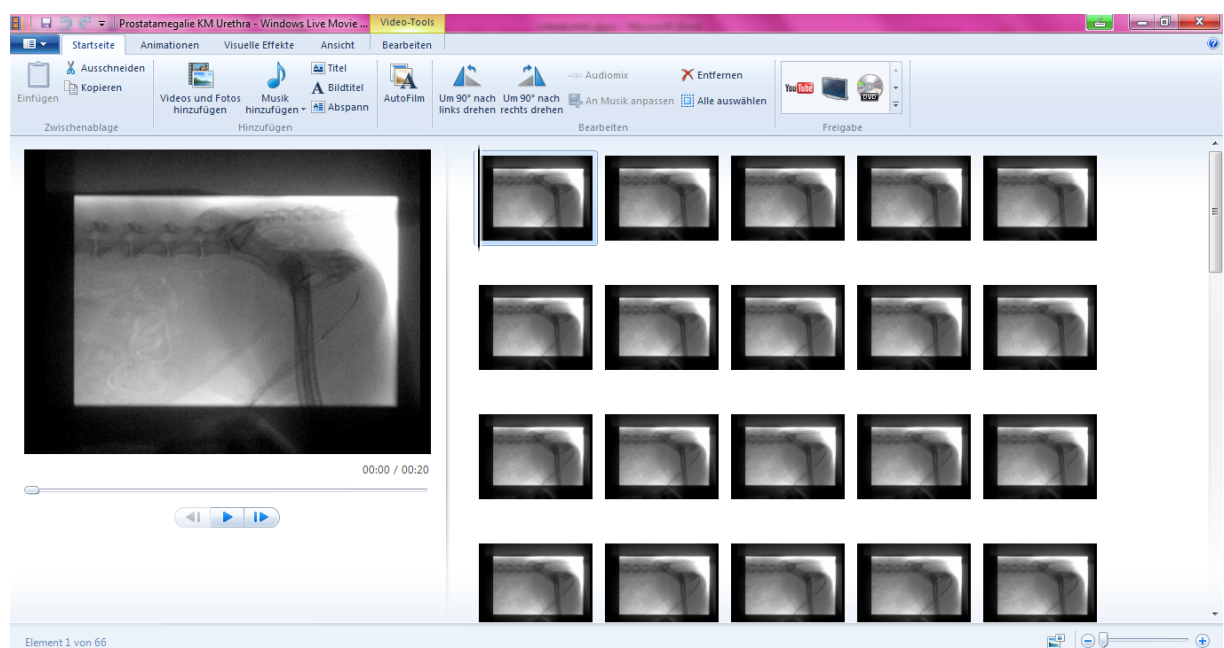 Prostatamegalie KM Urethra - Windows Live Movie ...
Video-Tools
Startseite
Animationen
Visuelle Effekte
Ansicht
Bearbeiten
Einfügen
Ausschneiden
Kopieren
Zwischenablage
Videos und Fotos
hinzufügen
Musik
hinzufügen
Titel
Bildtitel
Abspann
Hinzufügen
AutoFilm
Um 90° nach
links drehen
Um 90° nach
rechts drehen
Audiomix
An Musik anpassen
Entfernen
Alle auswählen
Bearbeiten
YouTube
DVD
Freigabe
00:00 / 00:20
Element 1 von 66